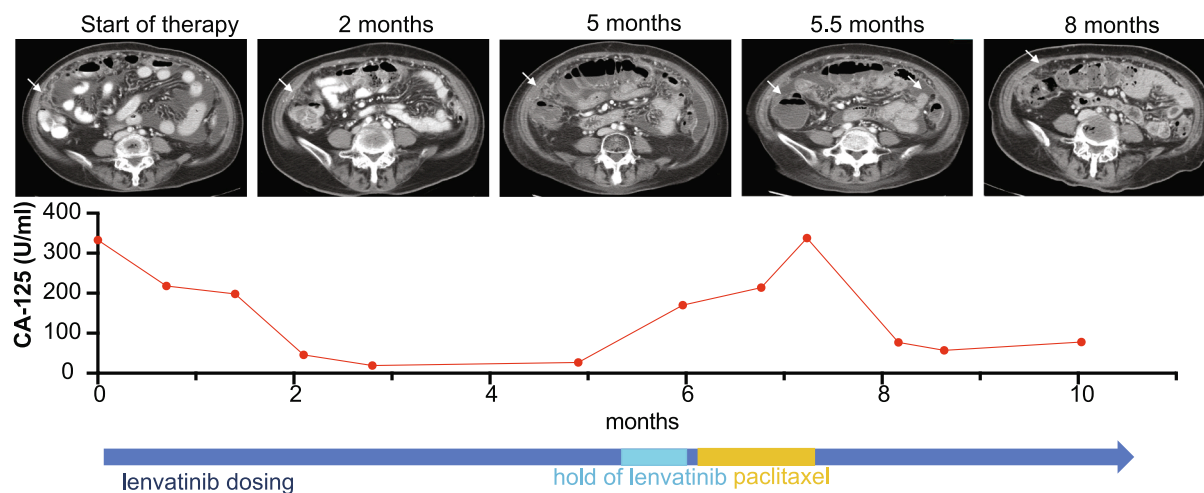 Start of therapy 2 months 5 months 5.5 months 8 months
CA-125 (U/ml)
400
300
200
100
0
0 2 4 6 8 10
months
lenvatinib dosing hold of lenvatinib paclitaxel